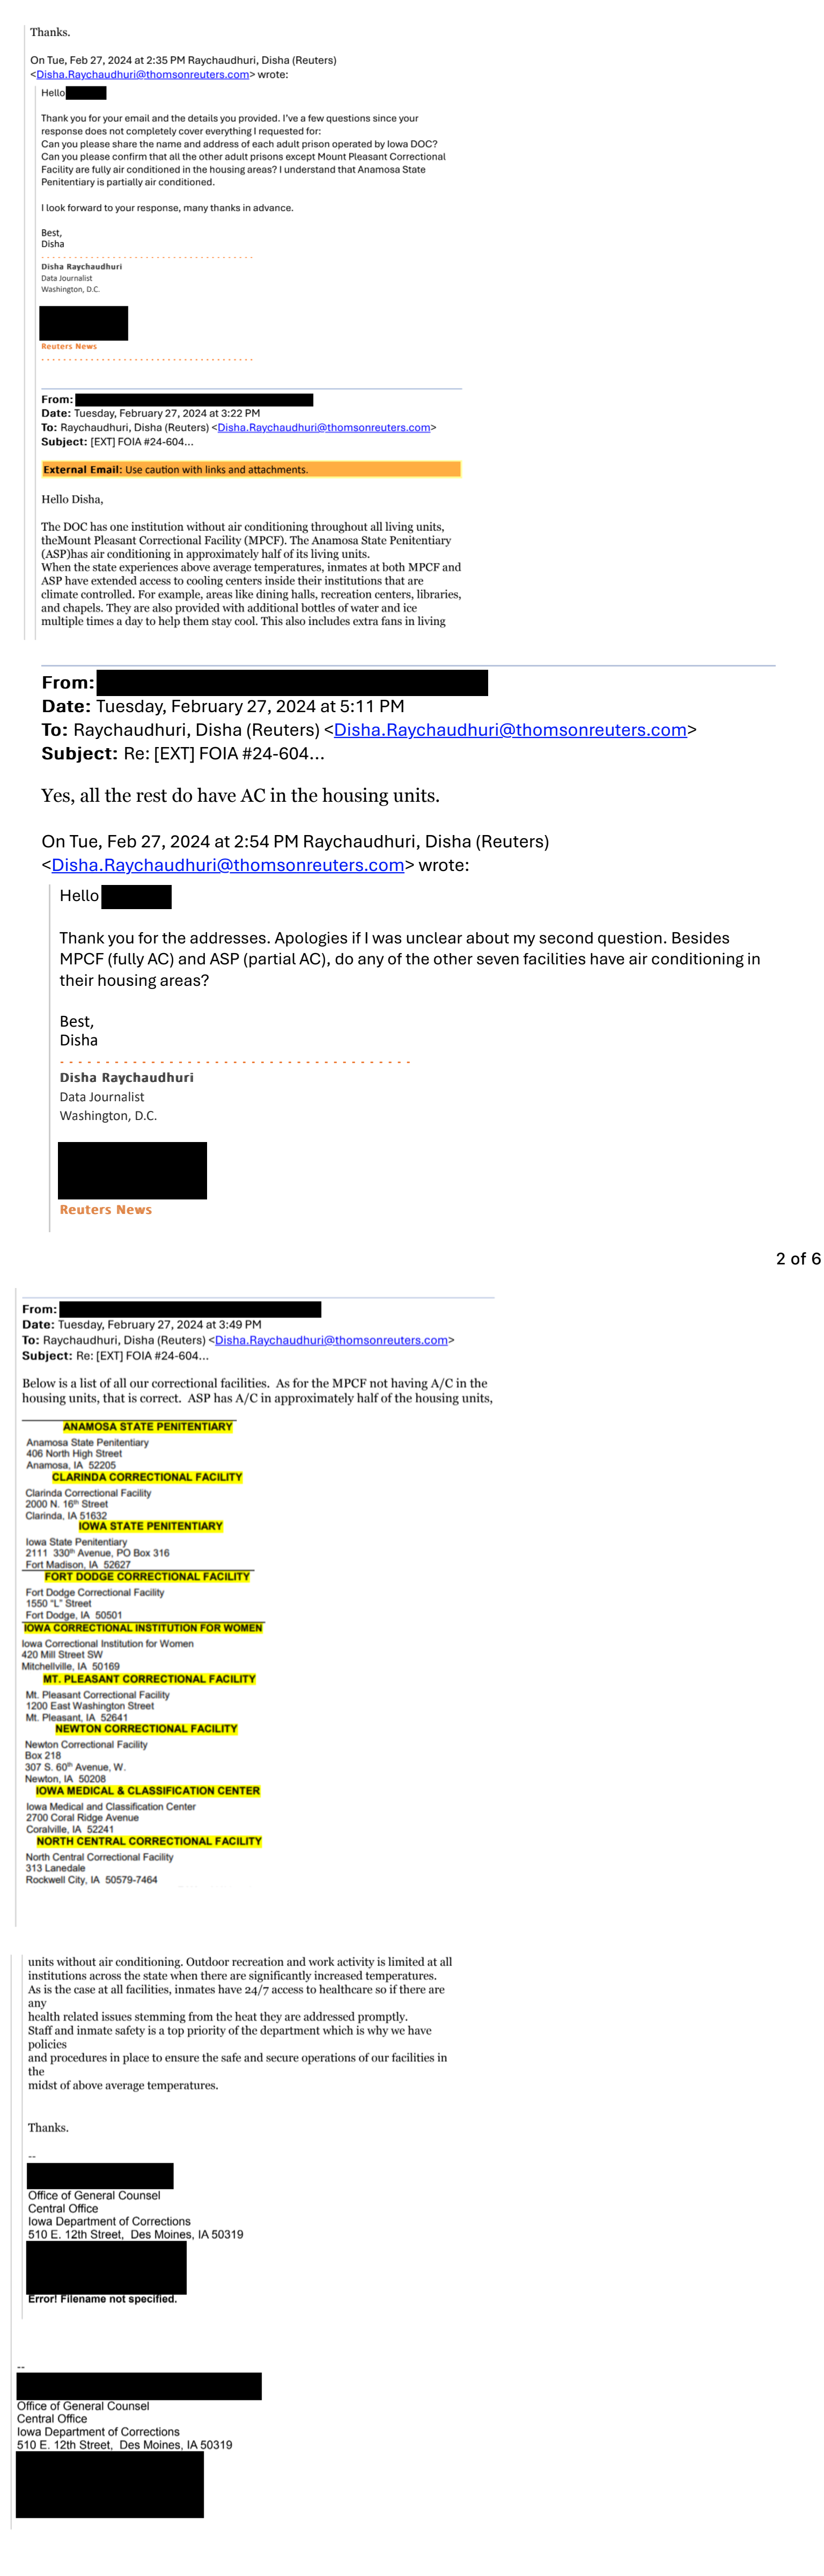 Thanks.
On Tue, Feb 27, 2024 at 2:35 PM Raychaudhuri, Disha (Reuters)
<Disha.Raychaudhuri@thomsonreuters.com> wrote:
Hello
Thank you for your email and the details you provided. I've a few questions since your
response does not completely cover everything I requested for:
Can you please share the name and address of each adult prison operated by Iowa DOC?
Can you please confirm that all the other adult prisons except Mount Pleasant Correctional
Facility are fully air conditioned in the housing areas? I understand that Anamosa State
Penitentiary is partially air conditioned.
I look forward to your response, many thanks in advance.
Best,
Disha
Disha Raychaudhuri
Data Journalist
Washington, D.C.
Reuters News
From:
Date: Tuesday, February 27, 2024 at 3:22 PM
To: Raychaudhuri, Disha (Reuters) <Disha.Raychaudhuri@thomsonreuters.com>
Subject: [EXT] FOIA #24-604...
External Email: Use caution with links and attachments.
Hello Disha,
The DOC has one institution without air conditioning throughout all living units,
theMount Pleasant Correctional Facility (MPCF). The Anamosa State Penitentiary
(ASP)has air conditioning in approximately half of its living units.
When the state experiences above average temperatures, inmates at both MPCF and
ASP have extended access to cooling centers inside their institutions that are
climate controlled. For example, areas like dining halls, recreation centers, libraries,
and chapels. They are also provided with additional bottles of water and ice
multiple times a day to help them stay cool. This also includes extra fans in living
From:
Date: Tuesday, February 27, 2024 at 5:11 PM
To: Raychaudhuri, Disha (Reuters) <Disha.Raychaudhuri@thomsonreuters.com>
Subject: Re: [EXT] FOIA #24-604...
Yes, all the rest do have AC in the housing units.
On Tue, Feb 27, 2024 at 2:54 PM Raychaudhuri, Disha (Reuters)
<Disha.Raychaudhuri@thomsonreuters.com> wrote:
Hello
Thank you for the addresses. Apologies if I was unclear about my second question. Besides
MPCF (fully AC) and ASP (partial AC), do any of the other seven facilities have air conditioning in
their housing areas?
Best,
Disha
Disha Raychaudhuri
Data Journalist
Washington, D.C.
Reuters News
2 of 6
From:
Date: Tuesday, February 27, 2024 at 3:49 PM
To: Raychaudhuri, Disha (Reuters) <Disha.Raychaudhuri@thomsonreuters.com>
Subject: Re: [EXT] FOIA #24-604...
Below is a list of all our correctional facilities. As for the MPCF not having A/C in the
housing units, that is correct. ASP has A/C in approximately half of the housing units,
ANAMOSA STATE PENITENTIARY
Anamosa State Penitentiary
406 North High Street
Anamosa, IA 52205
CLARINDA CORRECTIONAL FACILITY
Clarinda Correctional Facility
2000 N. 16th Street
Clarinda, IA 51632
IOWA STATE PENITENTIARY
Iowa State Penitentiary
2111 330th Avenue, PO Box 316
Fort Madison, IA 52627
FORT DODGE CORRECTIONAL FACILITY
Fort Dodge Correctional Facility
1550 "L" Street
Fort Dodge, IA 50501
IOWA CORRECTIONAL INSTITUTION FOR WOMEN
Iowa Correctional Institution for Women
420 Mill Street SW
Mitchellville, IA 50169
MT. PLEASANT CORRECTIONAL FACILITY
Mt. Pleasant Correctional Facility
1200 East Washington Street
Mt. Pleasant, IA 52641
NEWTON CORRECTIONAL FACILITY
Newton Correctional Facility
Box 218
307 S. 60th Avenue, W.
Newton, IA 50208
IOWA MEDICAL & CLASSIFICATION CENTER
Iowa Medical and Classification Center
2700 Coral Ridge Avenue
Coralville, IA 52241
NORTH CENTRAL CORRECTIONAL FACILITY
North Central Correctional Facility
313 Lanedale
Rockwell City, IA 50579-7464
units without air conditioning. Outdoor recreation and work activity is limited at all
institutions across the state when there are significantly increased temperatures.
As is the case at all facilities, inmates have 24/7 access to healthcare so if there are
any
health related issues stemming from the heat they are addressed promptly.
Staff and inmate safety is a top priority of the department which is why we have
policies
and procedures in place to ensure the safe and secure operations of our facilities in
the
midst of above average temperatures.
Thanks.
--
Office of General Counsel
Central Office
Iowa Department of Corrections
510 E. 12th Street, Des Moines, IA 50319
Error! Filename not specified.
--
Office of General Counsel
Central Office
Iowa Department of Corrections
510 E. 12th Street, Des Moines, IA 50319